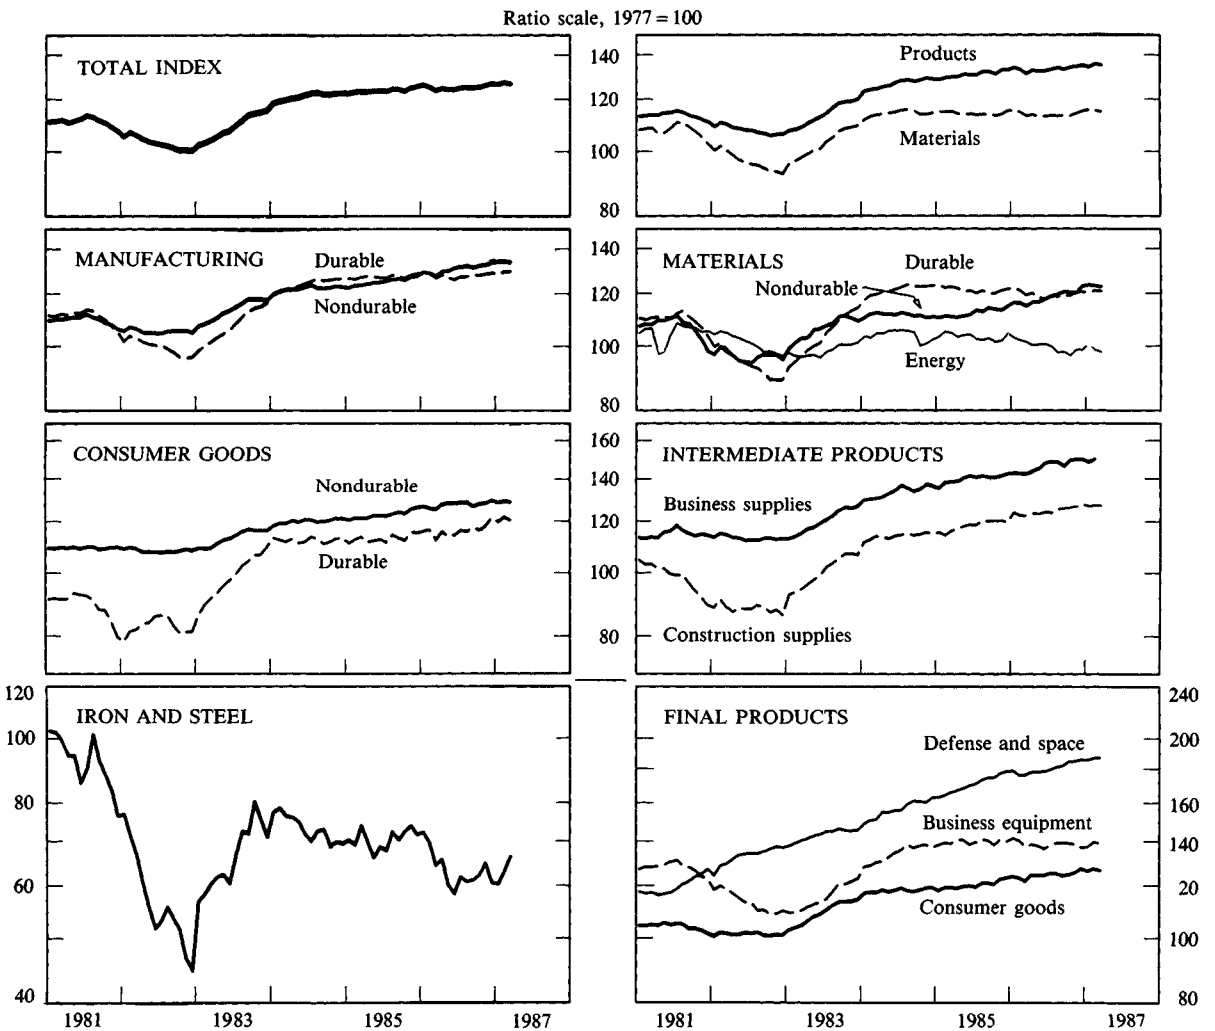 Ratio scale, 1977 = 100
TOTAL INDEX
140
120
100
80
Products
Materials
MANUFACTURING
Durable
Nondurable
140
120
100
80
MATERIALS
Durable
Nondurable
Energy
CONSUMER GOODS
Nondurable
Durable
160
140
120
100
80
INTERMEDIATE PRODUCTS
Business supplies
Construction supplies
120
100
80
60
40
IRON AND STEEL
FINAL PRODUCTS
Defense and space
Business equipment
Consumer goods
240
200
160
140
20
100
80
1981 1983 1985 1987
1981 1983 1985 1987